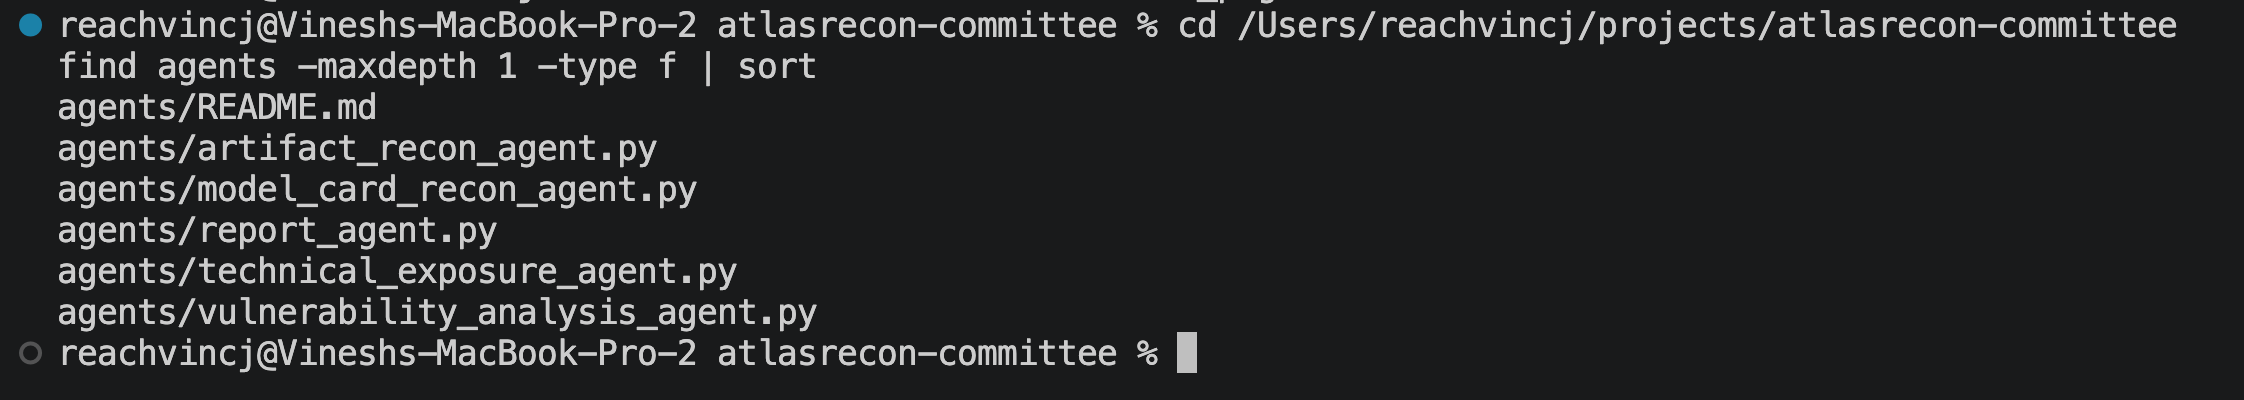 reachvincj@Vineshs-MacBook-Pro-2 atlasrecon-committee % cd /Users/reachvincj/projects/atlasrecon-committee
find agents -maxdepth 1 -type f | sort
agents/README.md
agents/artifact_recon_agent.py
agents/model_card_recon_agent.py
agents/report_agent.py
agents/technical_exposure_agent.py
agents/vulnerability_analysis_agent.py
reachvincj@Vineshs-MacBook-Pro-2 atlasrecon-committee %